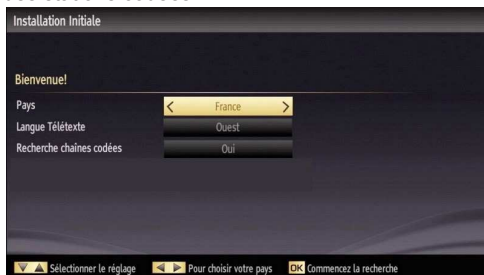 Installation Initiale
Bienvenue!
Pays France
Langue Télétexte Ouest
Recherche chaînes codées Oui
Sélectionner le réglage Pour choisir votre pays OK Commencez la recherche